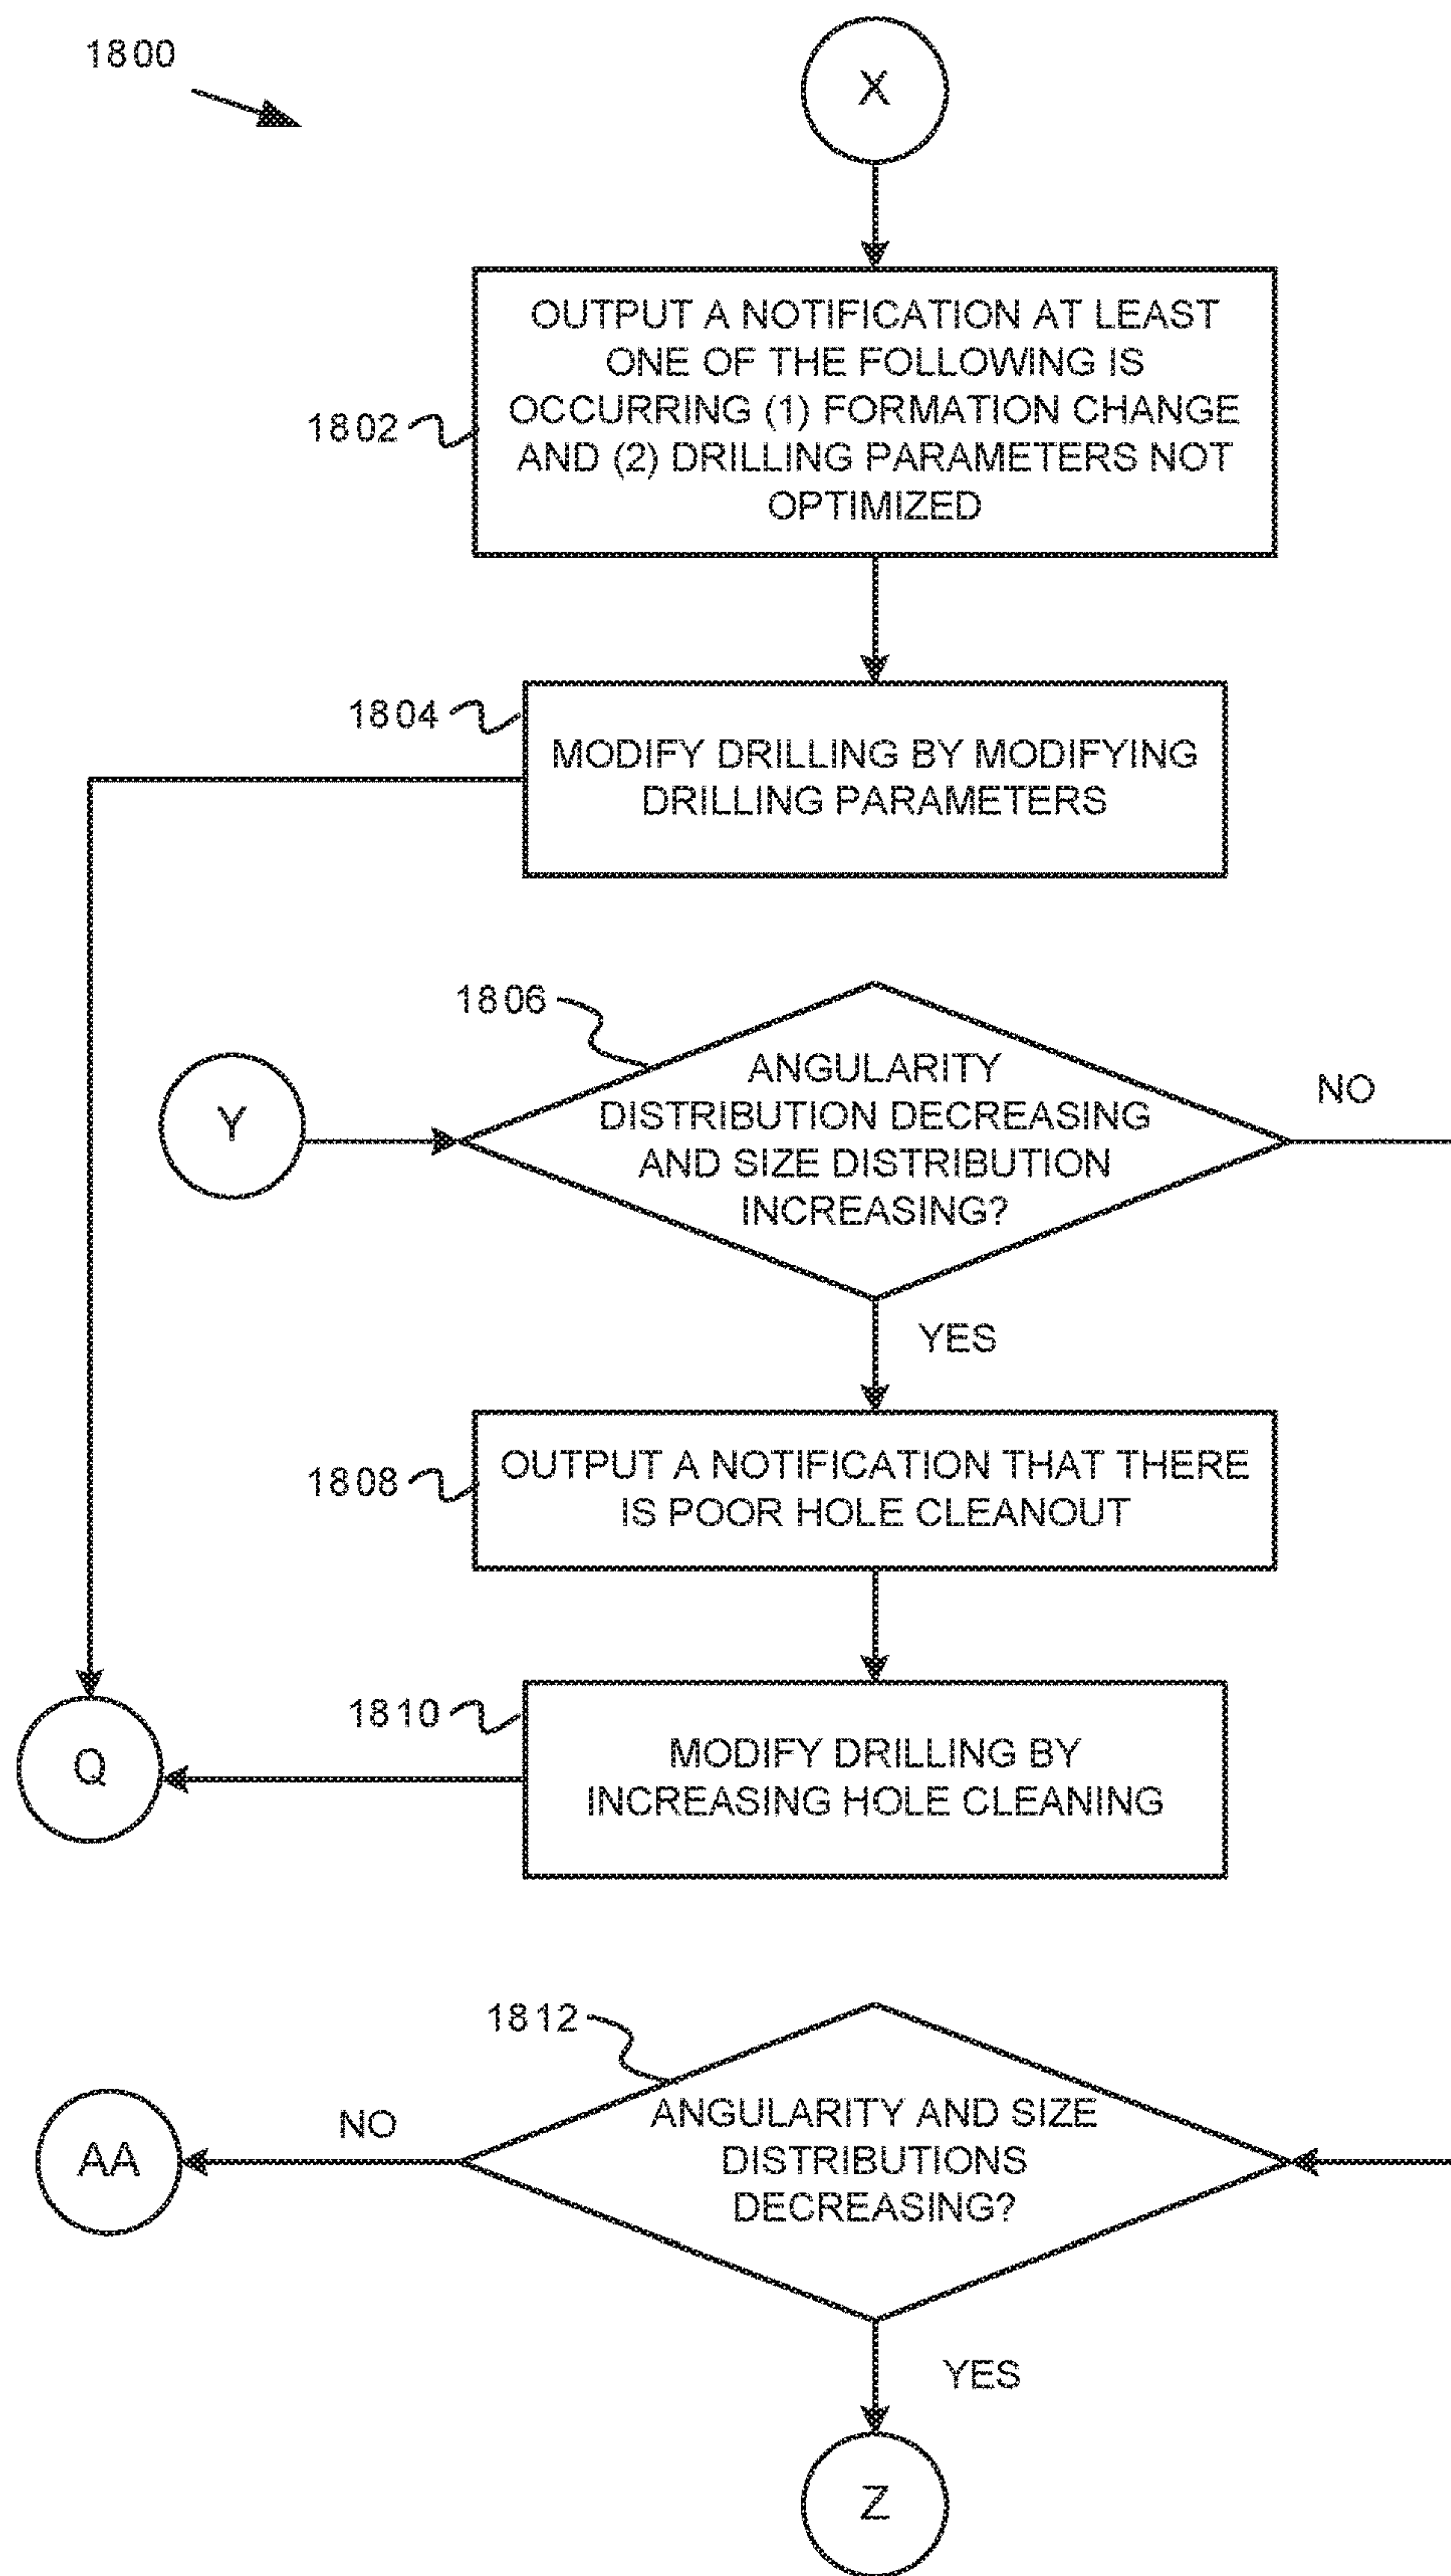 1800
X
OUTPUT A NOTIFICATION AT LEAST
ONE OF THE FOLLOWING IS
OCCURRING (1) FORMATION CHANGE
AND (2) DRILLING PARAMETERS NOT
OPTIMIZED
1802
1804
MODIFY DRILLING BY MODIFYING
DRILLING PARAMETERS
1806
Y
ANGULARITY
DISTRIBUTION DECREASING
AND SIZE DISTRIBUTION
INCREASING?
NO
YES
1808
OUTPUT A NOTIFICATION THAT THERE
IS POOR HOLE CLEANOUT
1810
Q
MODIFY DRILLING BY
INCREASING HOLE CLEANING
1812
AA
NO
ANGULARITY AND SIZE
DISTRIBUTIONS
DECREASING?
YES
Z